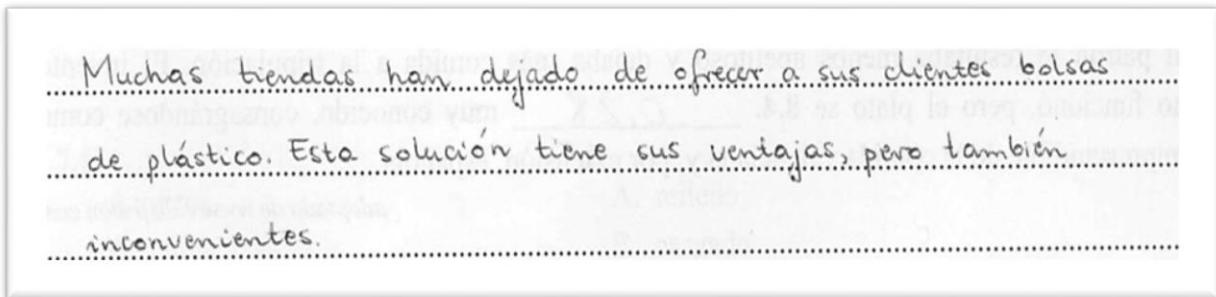 Muchas tiendas han dejado de ofrecer a sus clientes bolsas
de plástico. Esta solución tiene sus ventajas, pero también
inconvenientes.